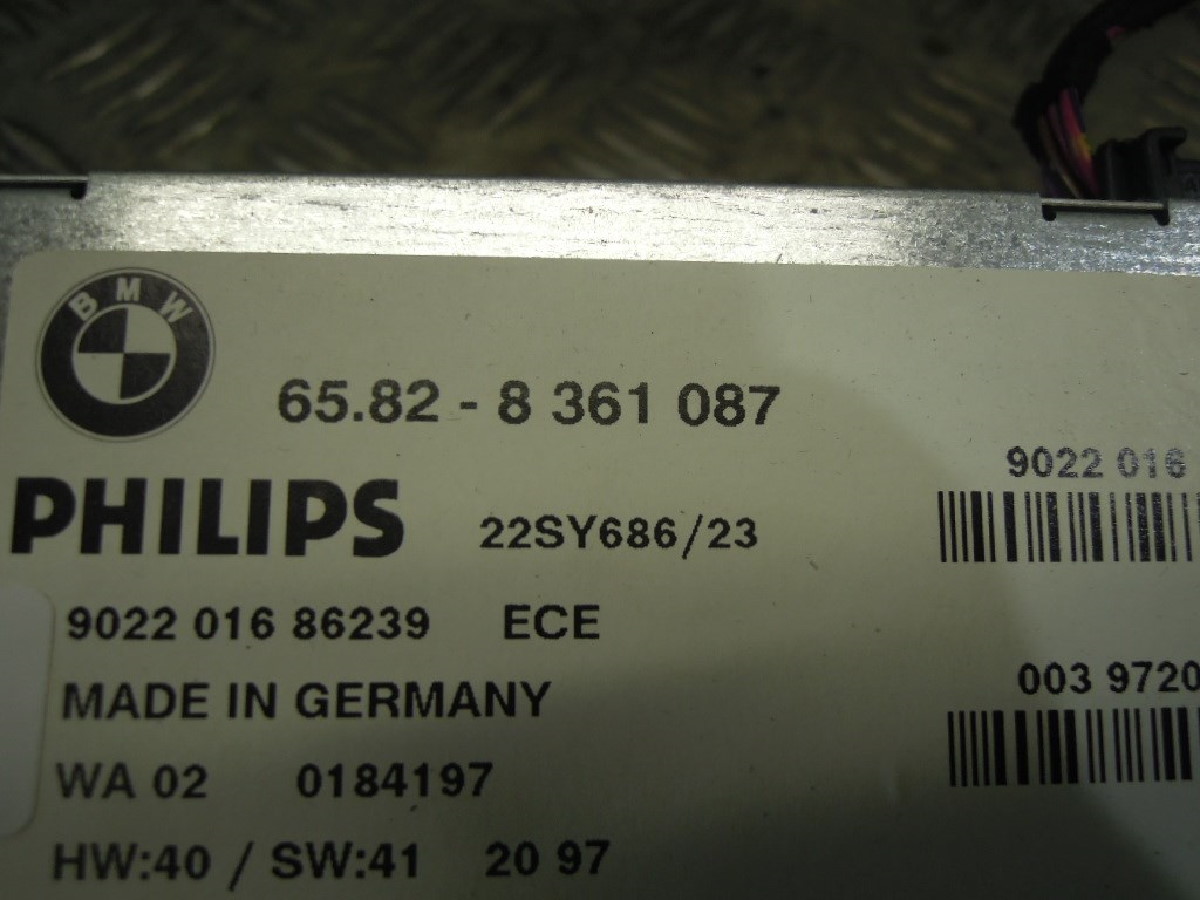 BMW
65.82 - 8 361 087
9022 016
PHILIPS 22SY686/23
9022 016 86239 ECE
003 9720
MADE IN GERMANY
WA 02 0184197
HW:40 / SW:41 20 97